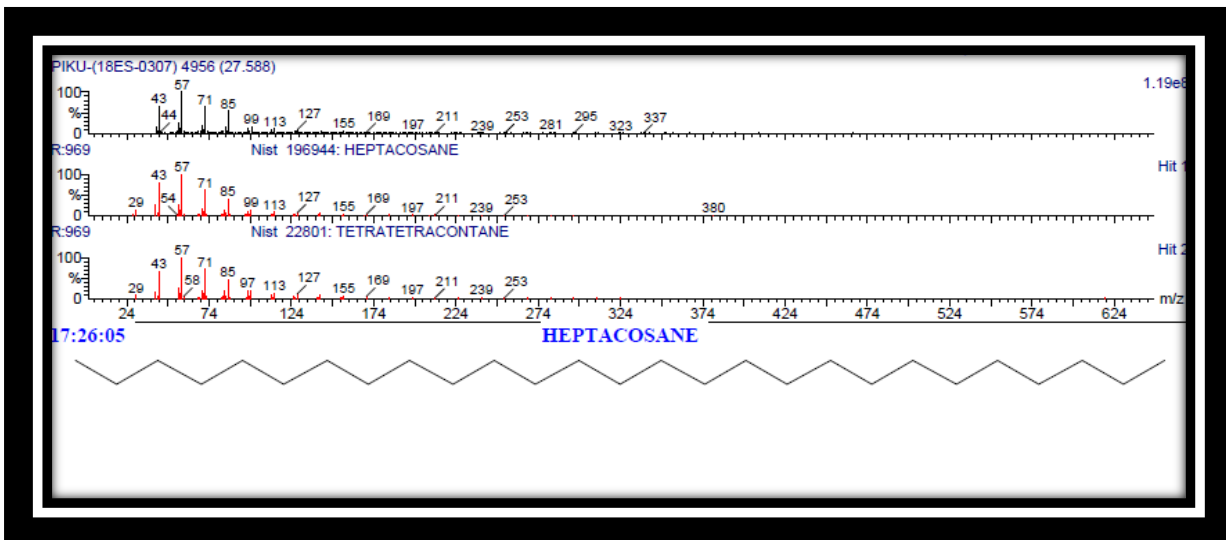 PIKU-(18ES-0307) 4956 (27.588)
1.19e8
100
%
0
43 44 57 71 85 99 113 127 155 169 197 211 239 253 281 295 323 337
R:969 Nist 196944: HEPTACOSANE Hit 1
100
%
0
29 43 54 57 71 85 99 113 127 155 169 197 211 239 253 380
R:969 Nist 22801: TETRATETRACONTANE Hit 2
100
%
0
29 43 57 58 71 85 97 113 127 155 169 197 211 239 253
m/z
24 74 124 174 224 274 324 374 424 474 524 574 624
17:26:05 HEPTACOSANE